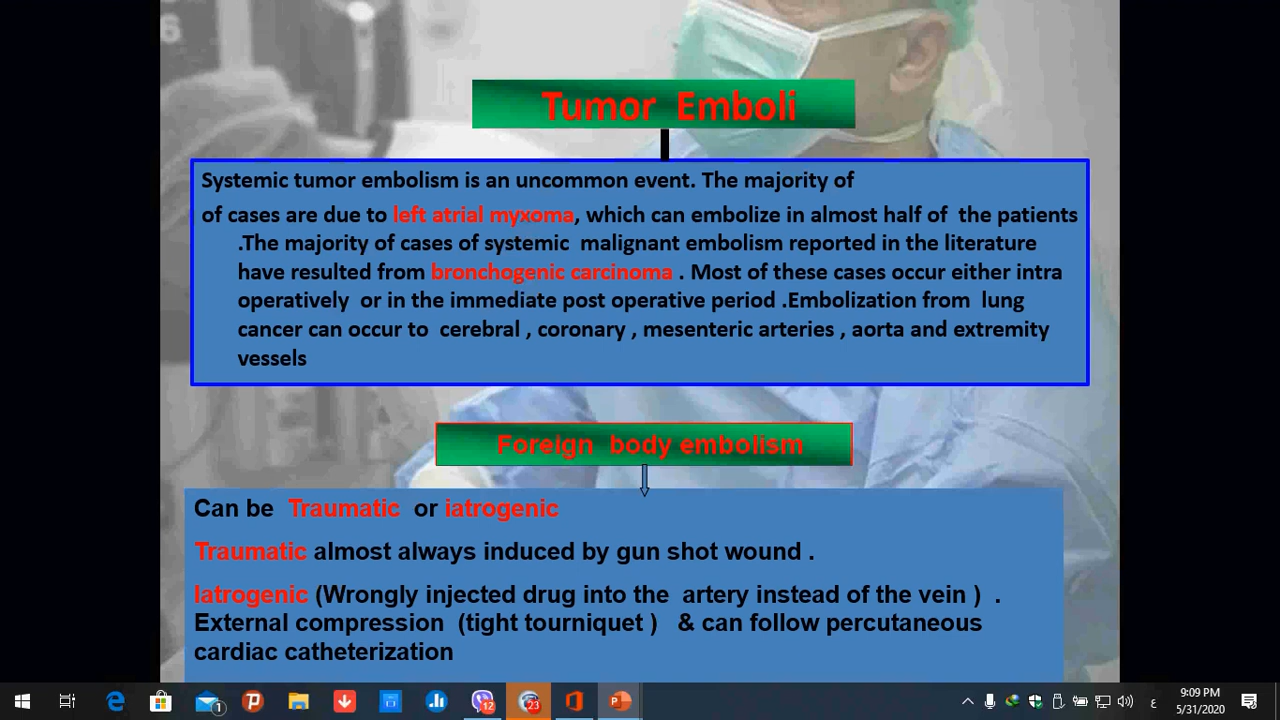 Tumor Emboli
Systemic tumor embolism is an uncommon event. The majority of
of cases are due to left atrial myxoma, which can embolize in almost half of the patients
.The majority of cases of systemic malignant embolism reported in the literature
have resulted from bronchogenic carcinoma . Most of these cases occur either intra
operatively or in the immediate post operative period .Embolization from lung
cancer can occur to cerebral , coronary , mesenteric arteries , aorta and extremity
vessels
Foreign body embolism
Can be Traumatic or iatrogenic
Traumatic almost always induced by gun shot wound .
Iatrogenic (Wrongly injected drug into the artery instead of the vein ) .
External compression (tight tourniquet ) & can follow percutaneous
cardiac catheterization
1
12
23
ع
9:09 PM
5/31/2020